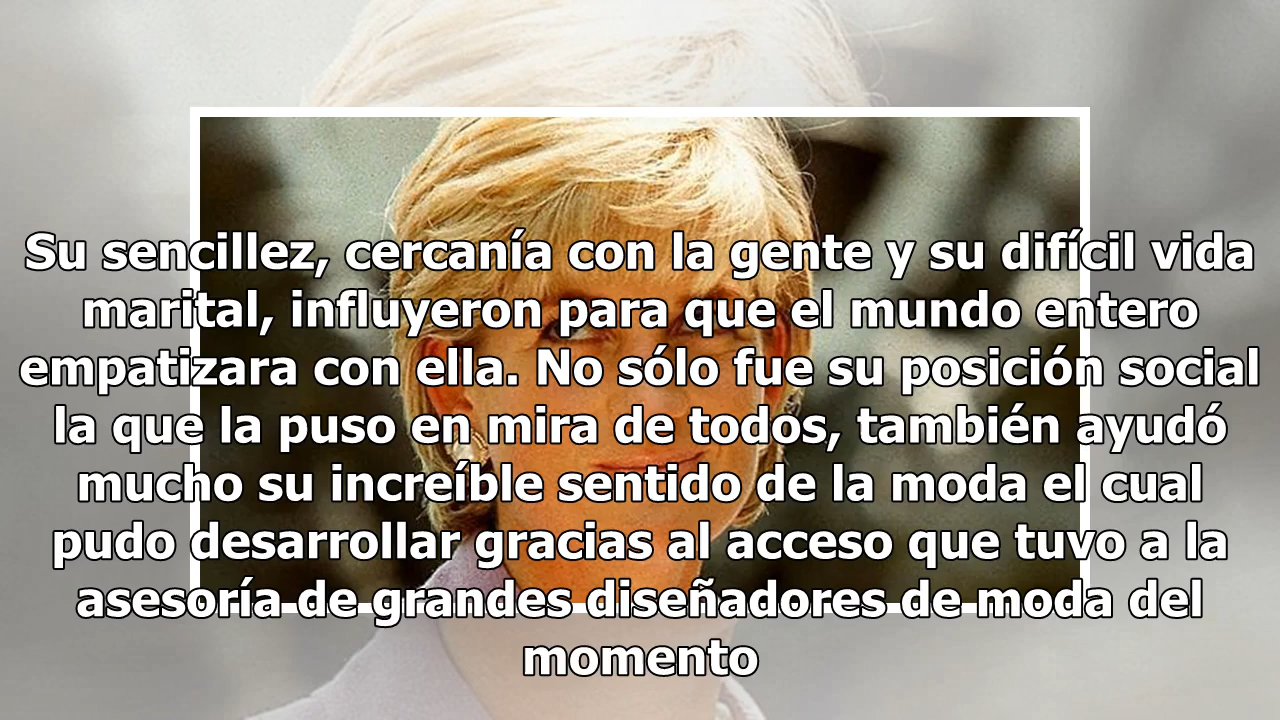 Su sencillez, cercanía con la gente y su difícil vida
marital, influyeron para que el mundo entero
empatizara con ella. No sólo fue su posición social
la que la puso en mira de todos, también ayudó
mucho su increíble sentido de la moda el cual
pudo desarrollar gracias al acceso que tuvo a la
asesoría de grandes diseñadores de moda del
momento